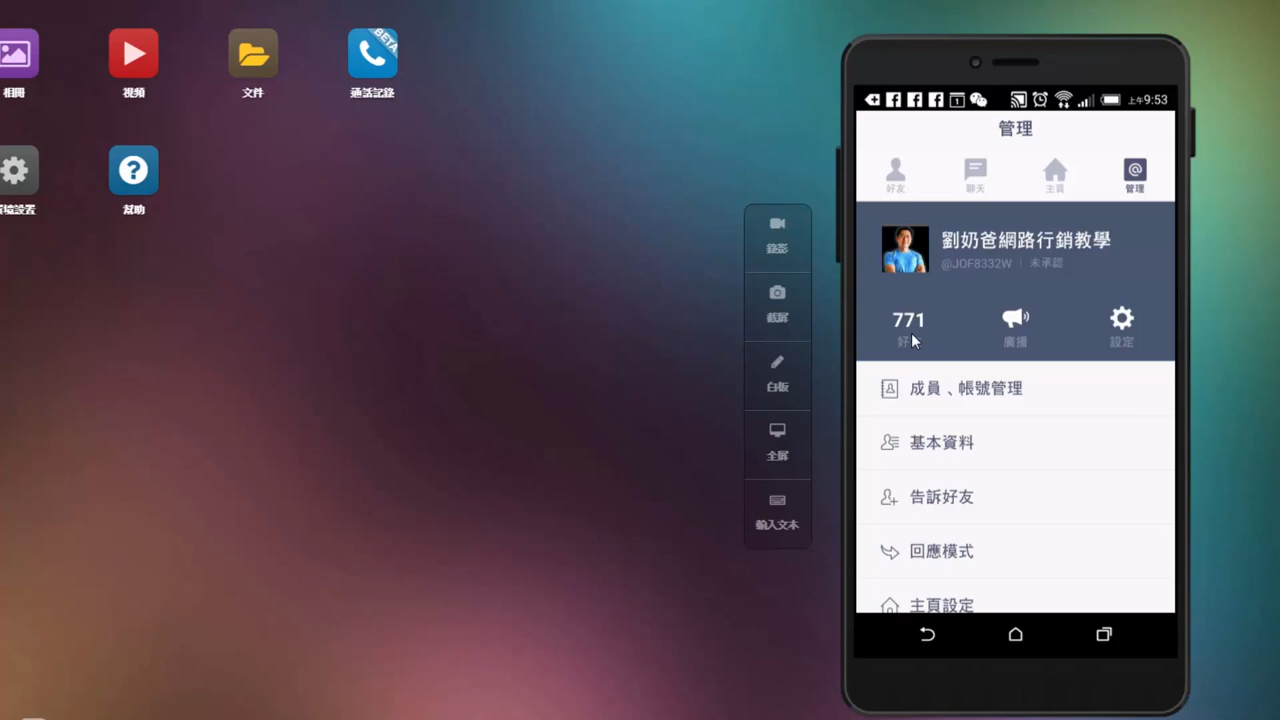 相冊
視頻
文件
BETA
通話記錄
幫助
錄影
截屏
白板
全屏
輸入文本
1
上午9:53
管理
好友
聊天
主頁
管理
劉奶爸網路行銷教學
@JOF8332W | 未承認
771
好
廣播
設定
成員、帳號管理
基本資料
告訴好友
回應模式
主頁設定